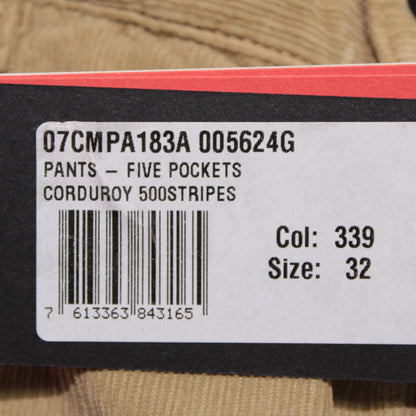 07CMPA183A 005624G
PANTS – FIVE POCKETS
CORDUROY 500STRIPES
Col: 339
Size: 32
7 613363 843165